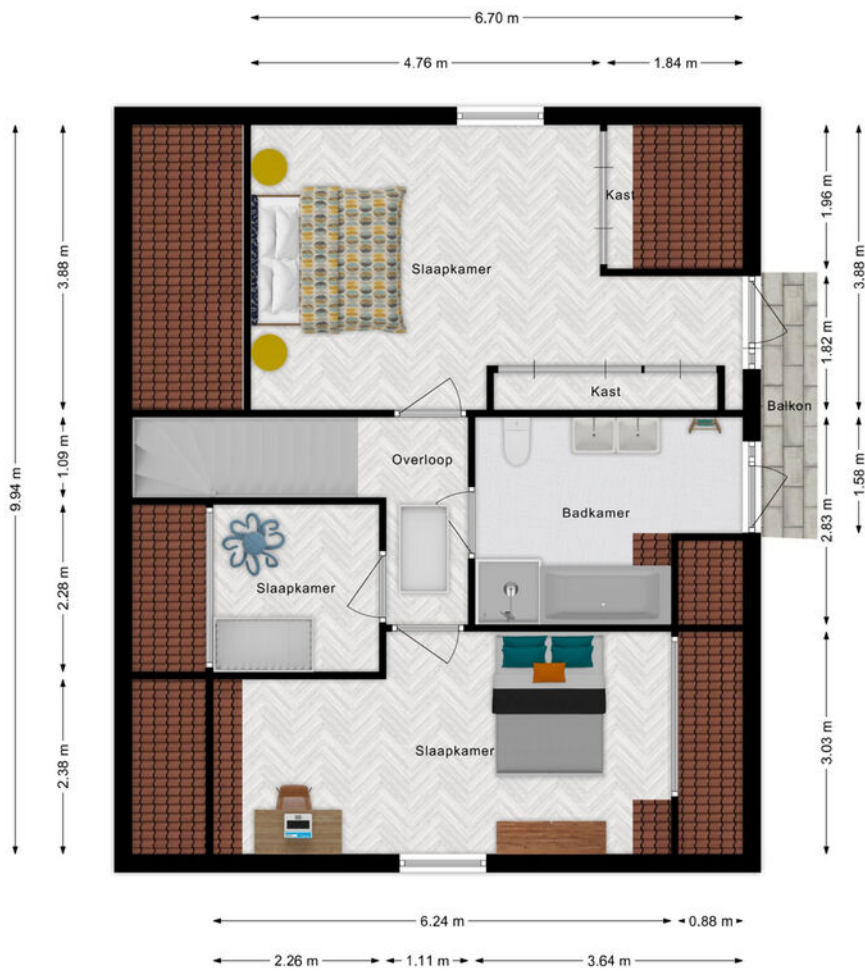 6.70 m
4.76 m
1.84 m
9.94 m
3.88 m
1.09 m
2.28 m
2.38 m
Kast
Slaapkamer
Kast
Balkon
Overloop
Badkamer
Slaapkamer
Slaapkamer
1.96 m
1.82 m
2.83 m
3.03 m
3.88 m
1.58 m
6.24 m
0.88 m
2.26 m
1.11 m
3.64 m